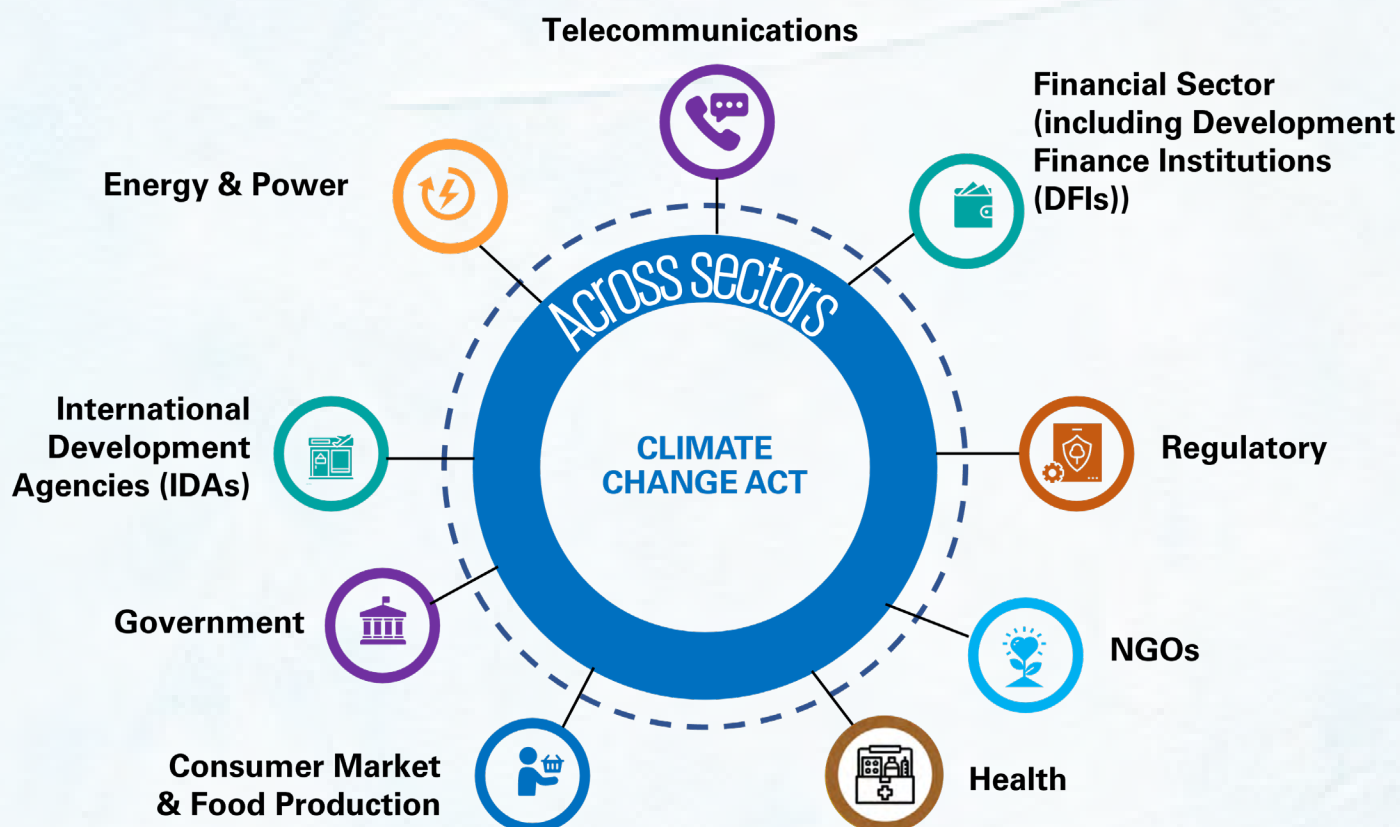 Telecommunications
Financial Sector
(including Development
Finance Institutions
(DFIs))
Energy & Power
Across sectors
International
Development
Agencies (IDAs)
CLIMATE
CHANGE ACT
Regulatory
Government
NGOs
Consumer Market
& Food Production
Health